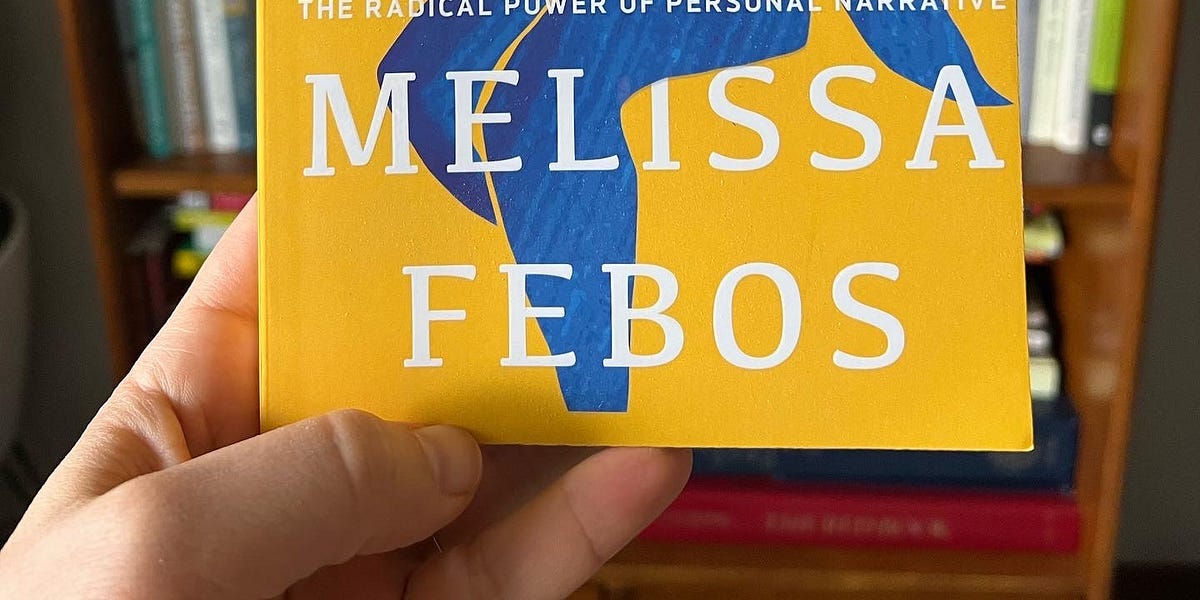 THE RADICAL POWER OF PERSONAL NARRATIVE
MELISSA
FEBOS